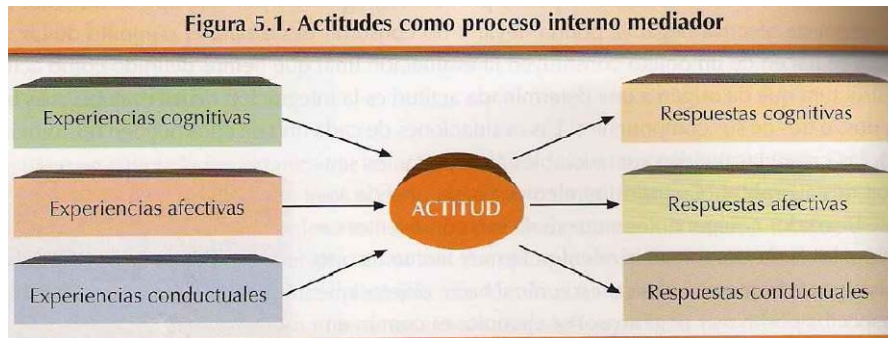 Figura 5.1. Actitudes como proceso interno mediador
Experiencias cognitivas
Respuestas cognitivas
Experiencias afectivas
ACTITUD
Respuestas afectivas
Experiencias conductuales
Respuestas conductuales